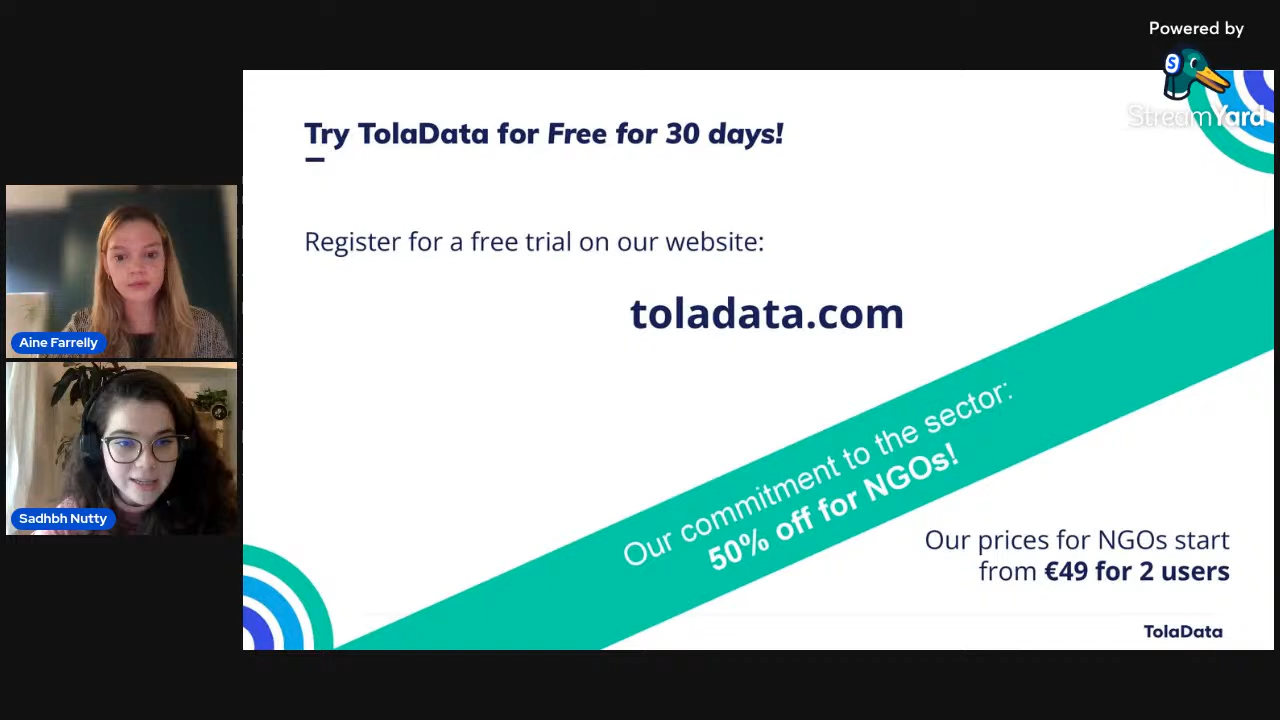 Powered by
S
StreamYard
Try TolaData for Free for 30 days!
Register for a free trial on our website:
toladata.com
Our commitment to the sector:
50% off for NGOs!
Our prices for NGOs start
from €49 for 2 users
TolaData
Aine Farrelly
Sadhbh Nutty